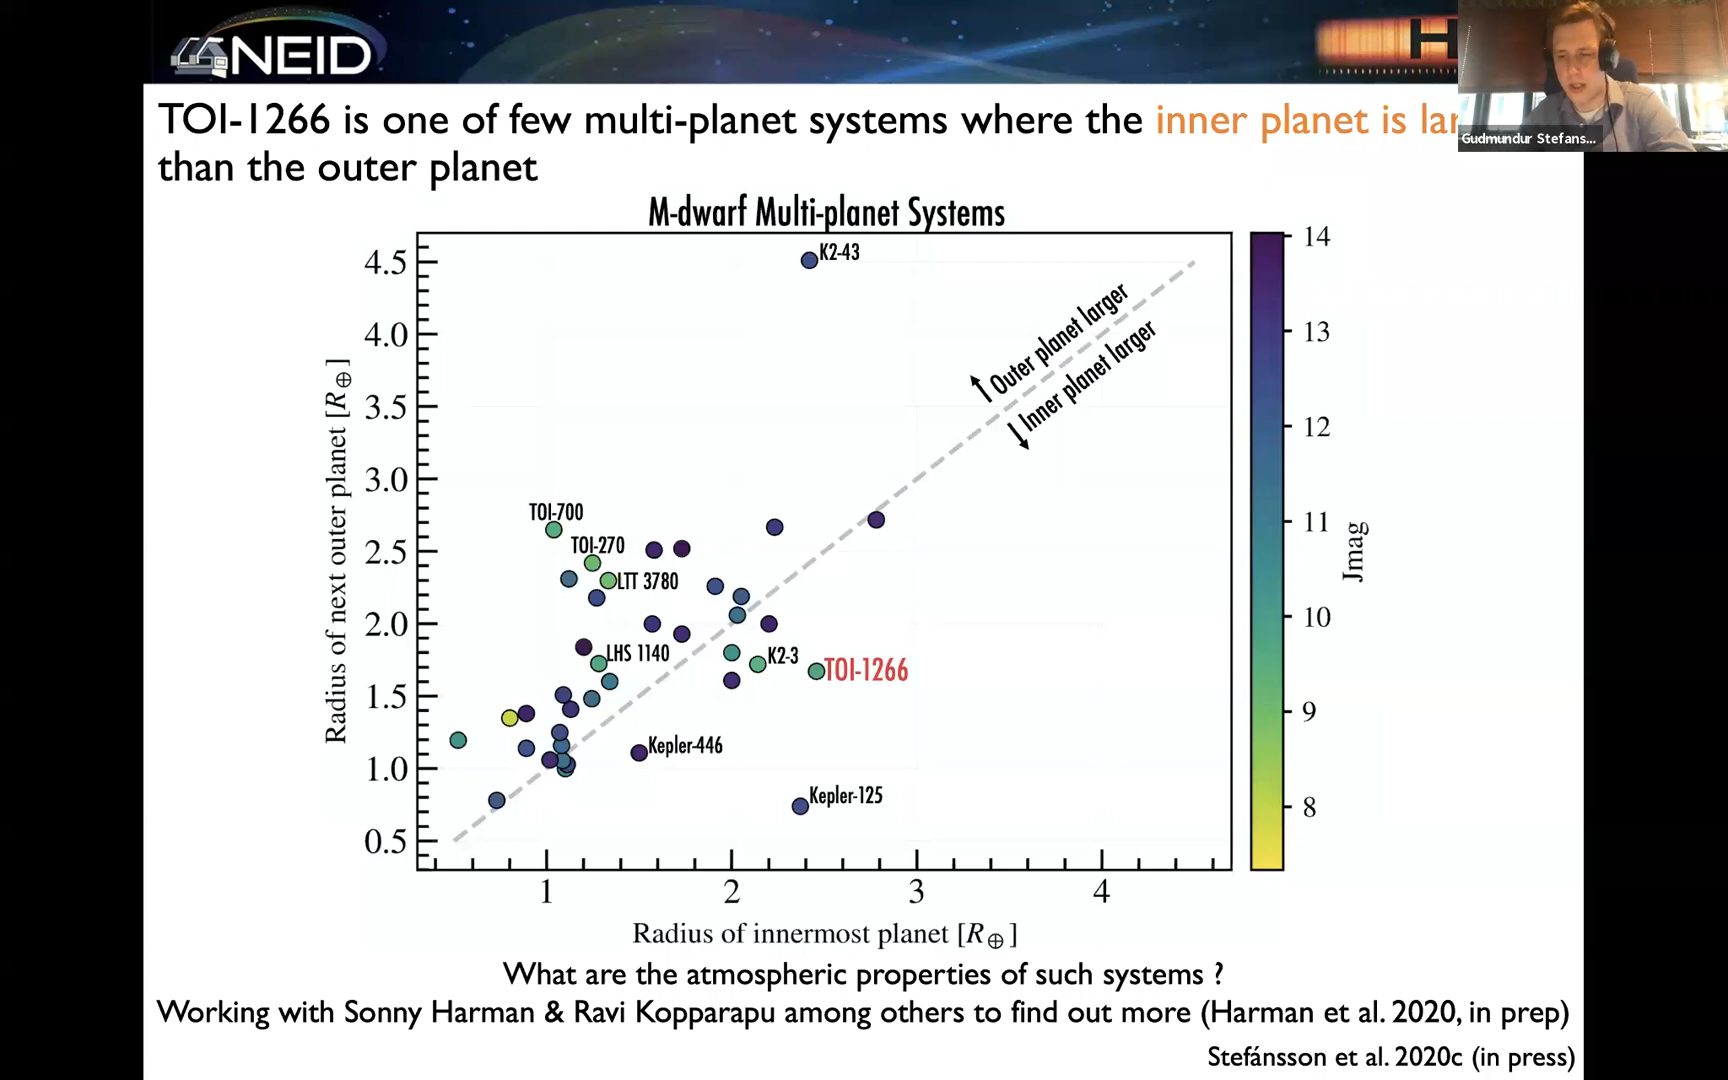 NEID
H
Gudmundur Stefans...
TOI-1266 is one of few multi-planet systems where the inner planet is lar
than the outer planet
M-dwarf Multi-planet Systems
K2-43
Outer planet larger
Inner planet larger
TOI-700
TOI-270
LTT 3780
LHS 1140
K2-3
TOI-1266
Kepler-446
Kepler-125
4.5
4.0
3.5
3.0
2.5
2.0
1.5
1.0
0.5
Radius of next outer planet [R⊕]
1 2 3 4
Radius of innermost planet [R⊕]
14
13
12
11
10
9
8
Jmag
What are the atmospheric properties of such systems ?
Working with Sonny Harman & Ravi Kopparapu among others to find out more (Harman et al. 2020, in prep)
Stefánsson et al. 2020c (in press)